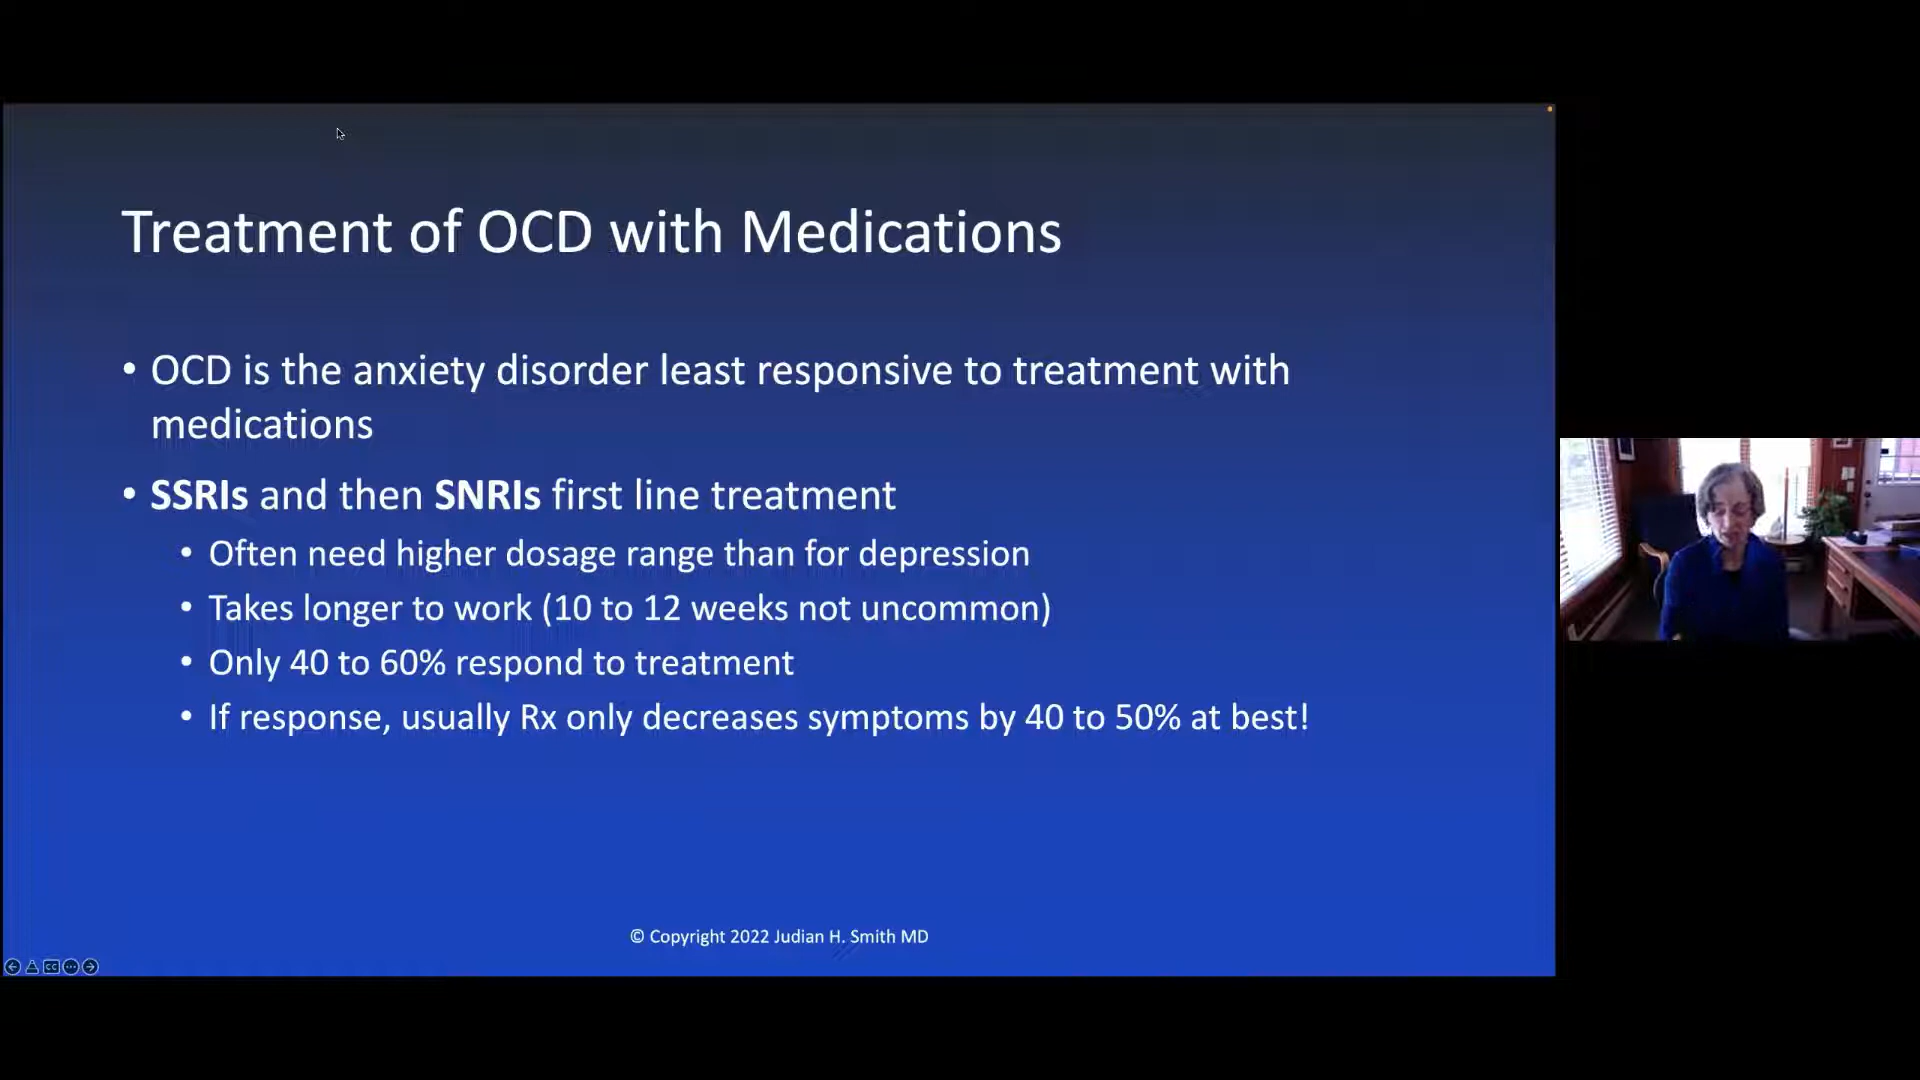 Treatment of OCD with Medications
• OCD is the anxiety disorder least responsive to treatment with
medications
• SSRIs and then SNRIs first line treatment
• Often need higher dosage range than for depression
• Takes longer to work (10 to 12 weeks not uncommon)
• Only 40 to 60% respond to treatment
• If response, usually Rx only decreases symptoms by 40 to 50% at best!
© Copyright 2022 Judian H. Smith MD
CC